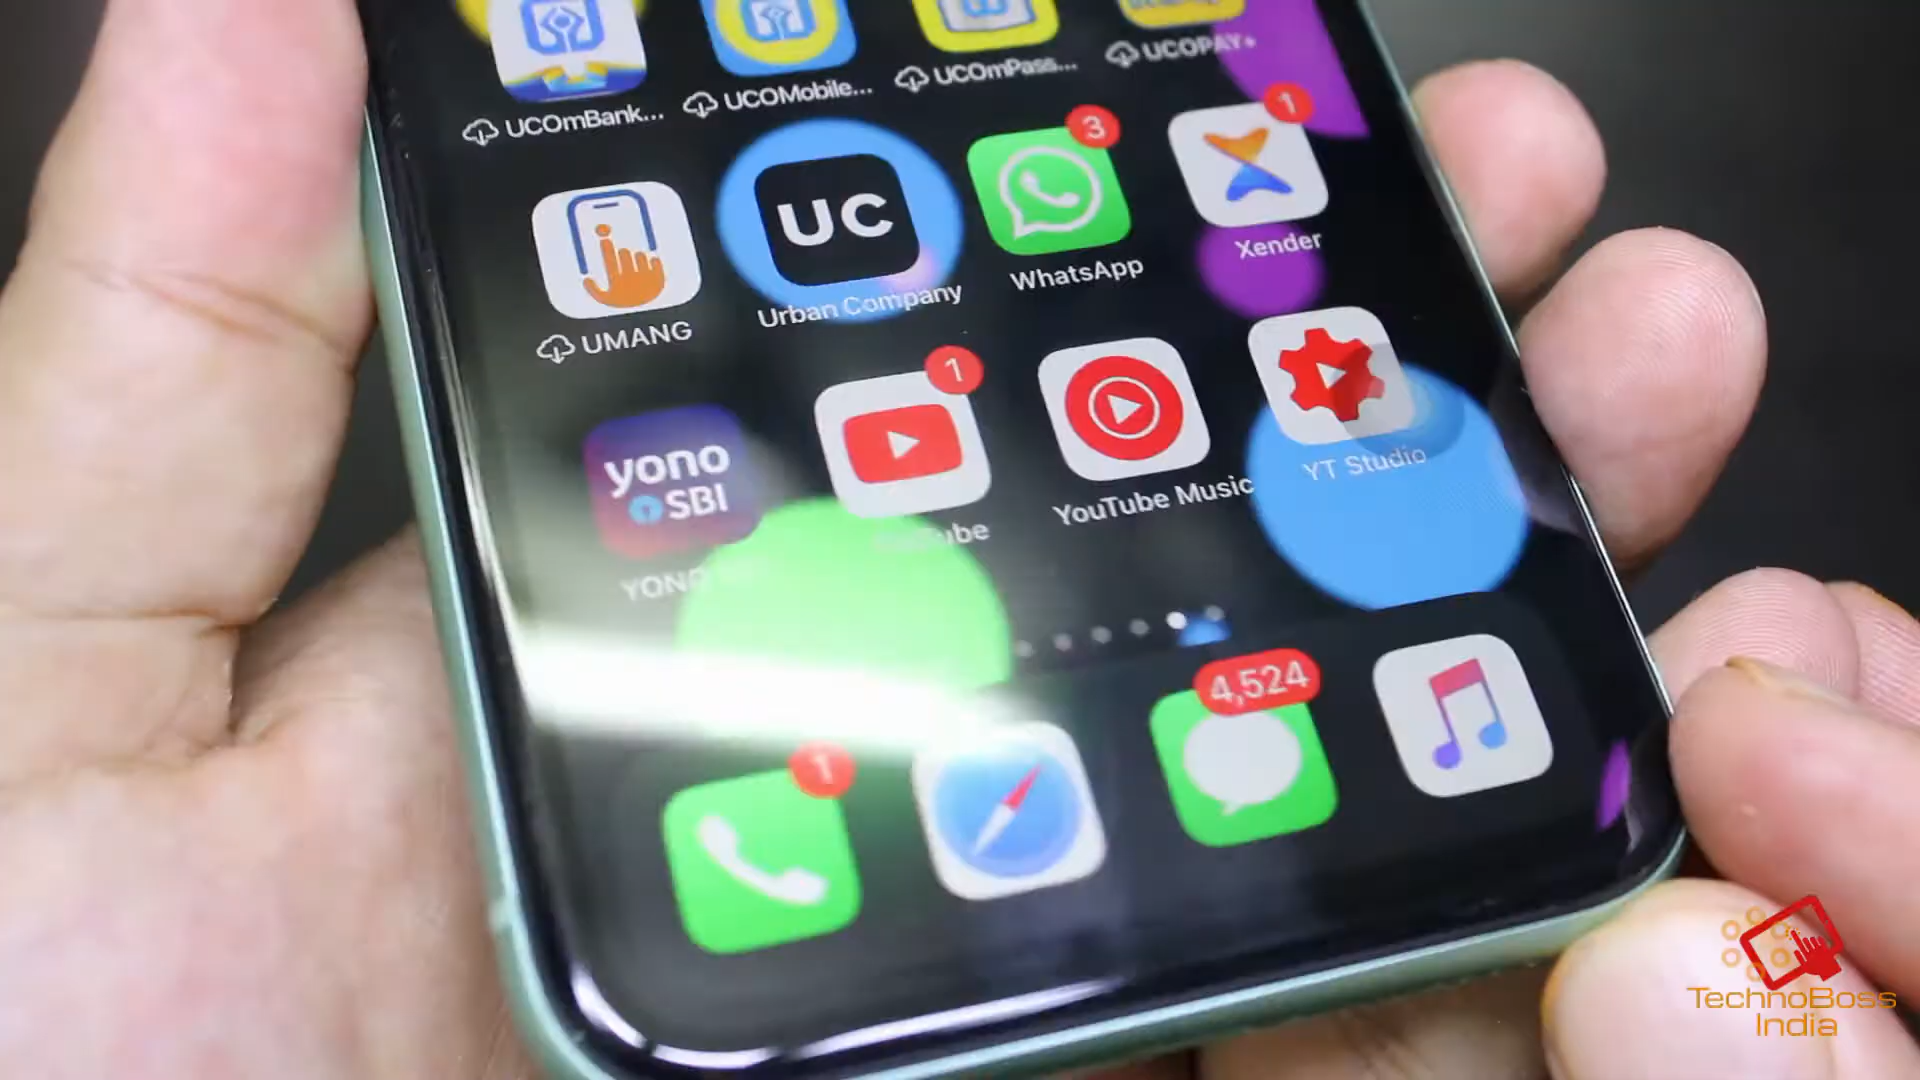 UCOmBank...
UCOMobile...
UCOmPass...
UCOPAY+
3
1
UC
UMANG
Urban Company
WhatsApp
Xender
1
yono
SBI
YouTube Music
YT Studio
4,524
1
TechnoBoss
India